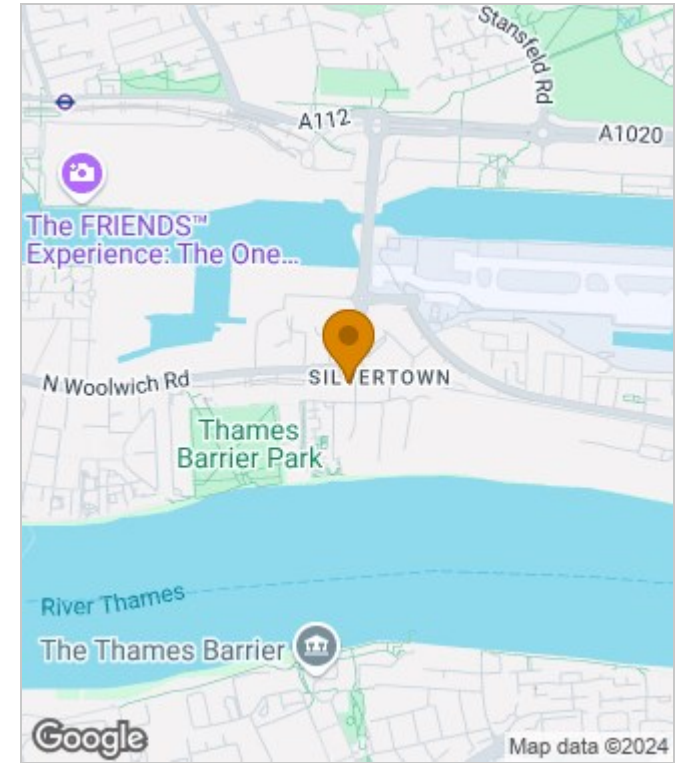 Stansfeld Rd
A112
A1020
The FRIENDS™
Experience: The One...
N Woolwich Rd
SILVERTOWN
Thames
Barrier Park
River Thames
The Thames Barrier
Google
Map data ©2024